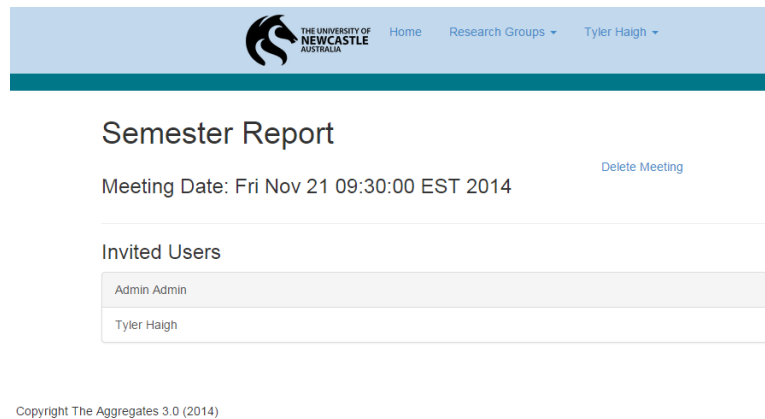 THE UNIVERSITY OF
NEWCASTLE
AUSTRALIA
Home Research Groups Tyler Haigh
Semester Report
Delete Meeting
Meeting Date: Fri Nov 21 09:30:00 EST 2014
Invited Users
Admin Admin
Tyler Haigh
Copyright The Aggregates 3.0 (2014)